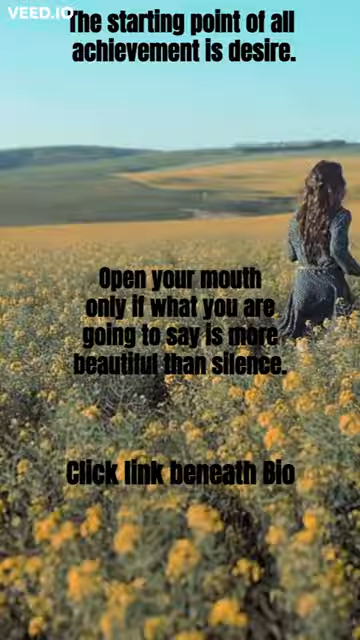 VEED.IO
The starting point of all
achievement is desire.
Open your mouth
only if what you are
going to say is more
beautiful than silence.
Click link beneath Bio